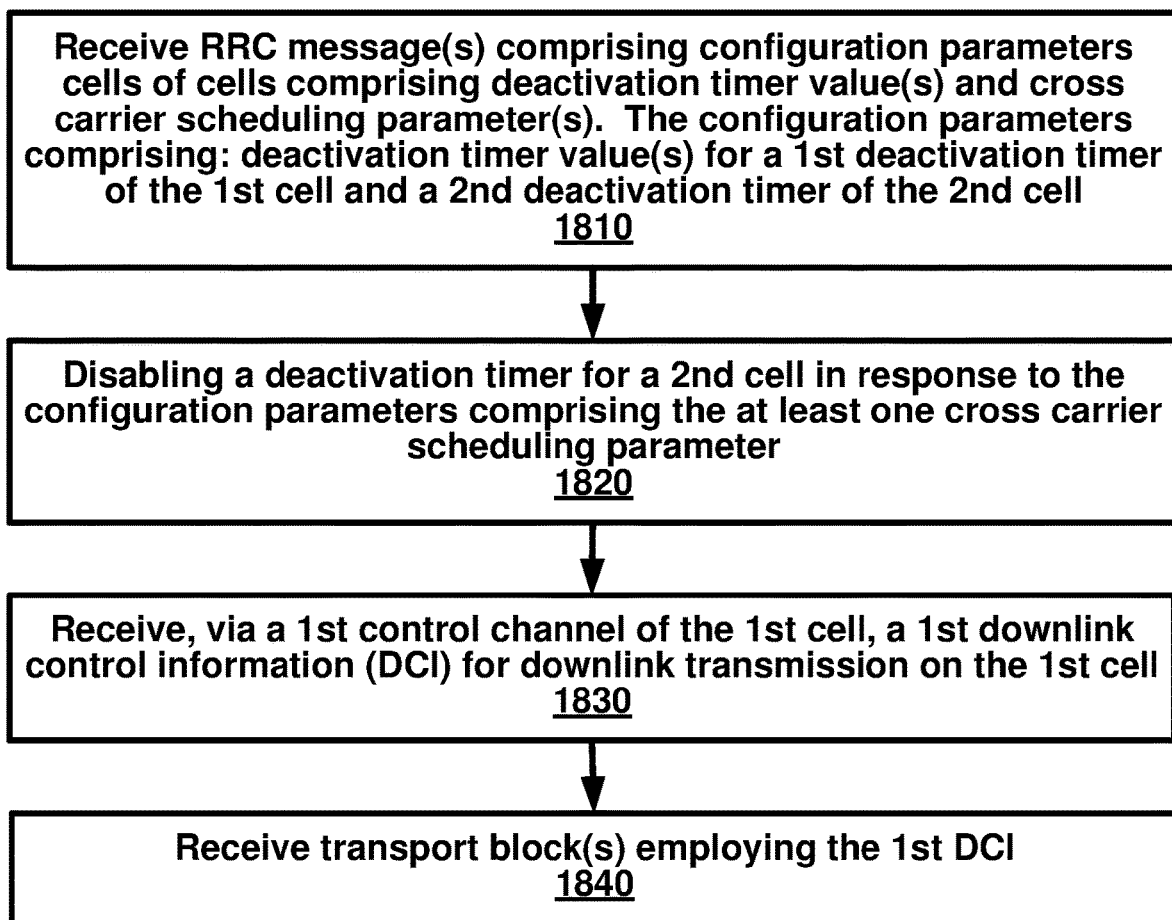 Receive RRC message(s) comprising configuration parameters
cells of cells comprising deactivation timer value(s) and cross
carrier scheduling parameter(s). The configuration parameters
comprising: deactivation timer value(s) for a 1st deactivation timer
of the 1st cell and a 2nd deactivation timer of the 2nd cell
1810
Disabling a deactivation timer for a 2nd cell in response to the
configuration parameters comprising the at least one cross carrier
scheduling parameter
1820
Receive, via a 1st control channel of the 1st cell, a 1st downlink
control information (DCI) for downlink transmission on the 1st cell
1830
Receive transport block(s) employing the 1st DCI
1840